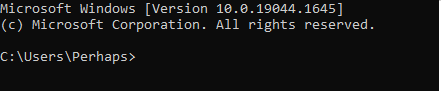 Microsoft Windows [Version 10.0.19044.1645]
(c) Microsoft Corporation. All rights reserved.
C:\Users\Perhaps>